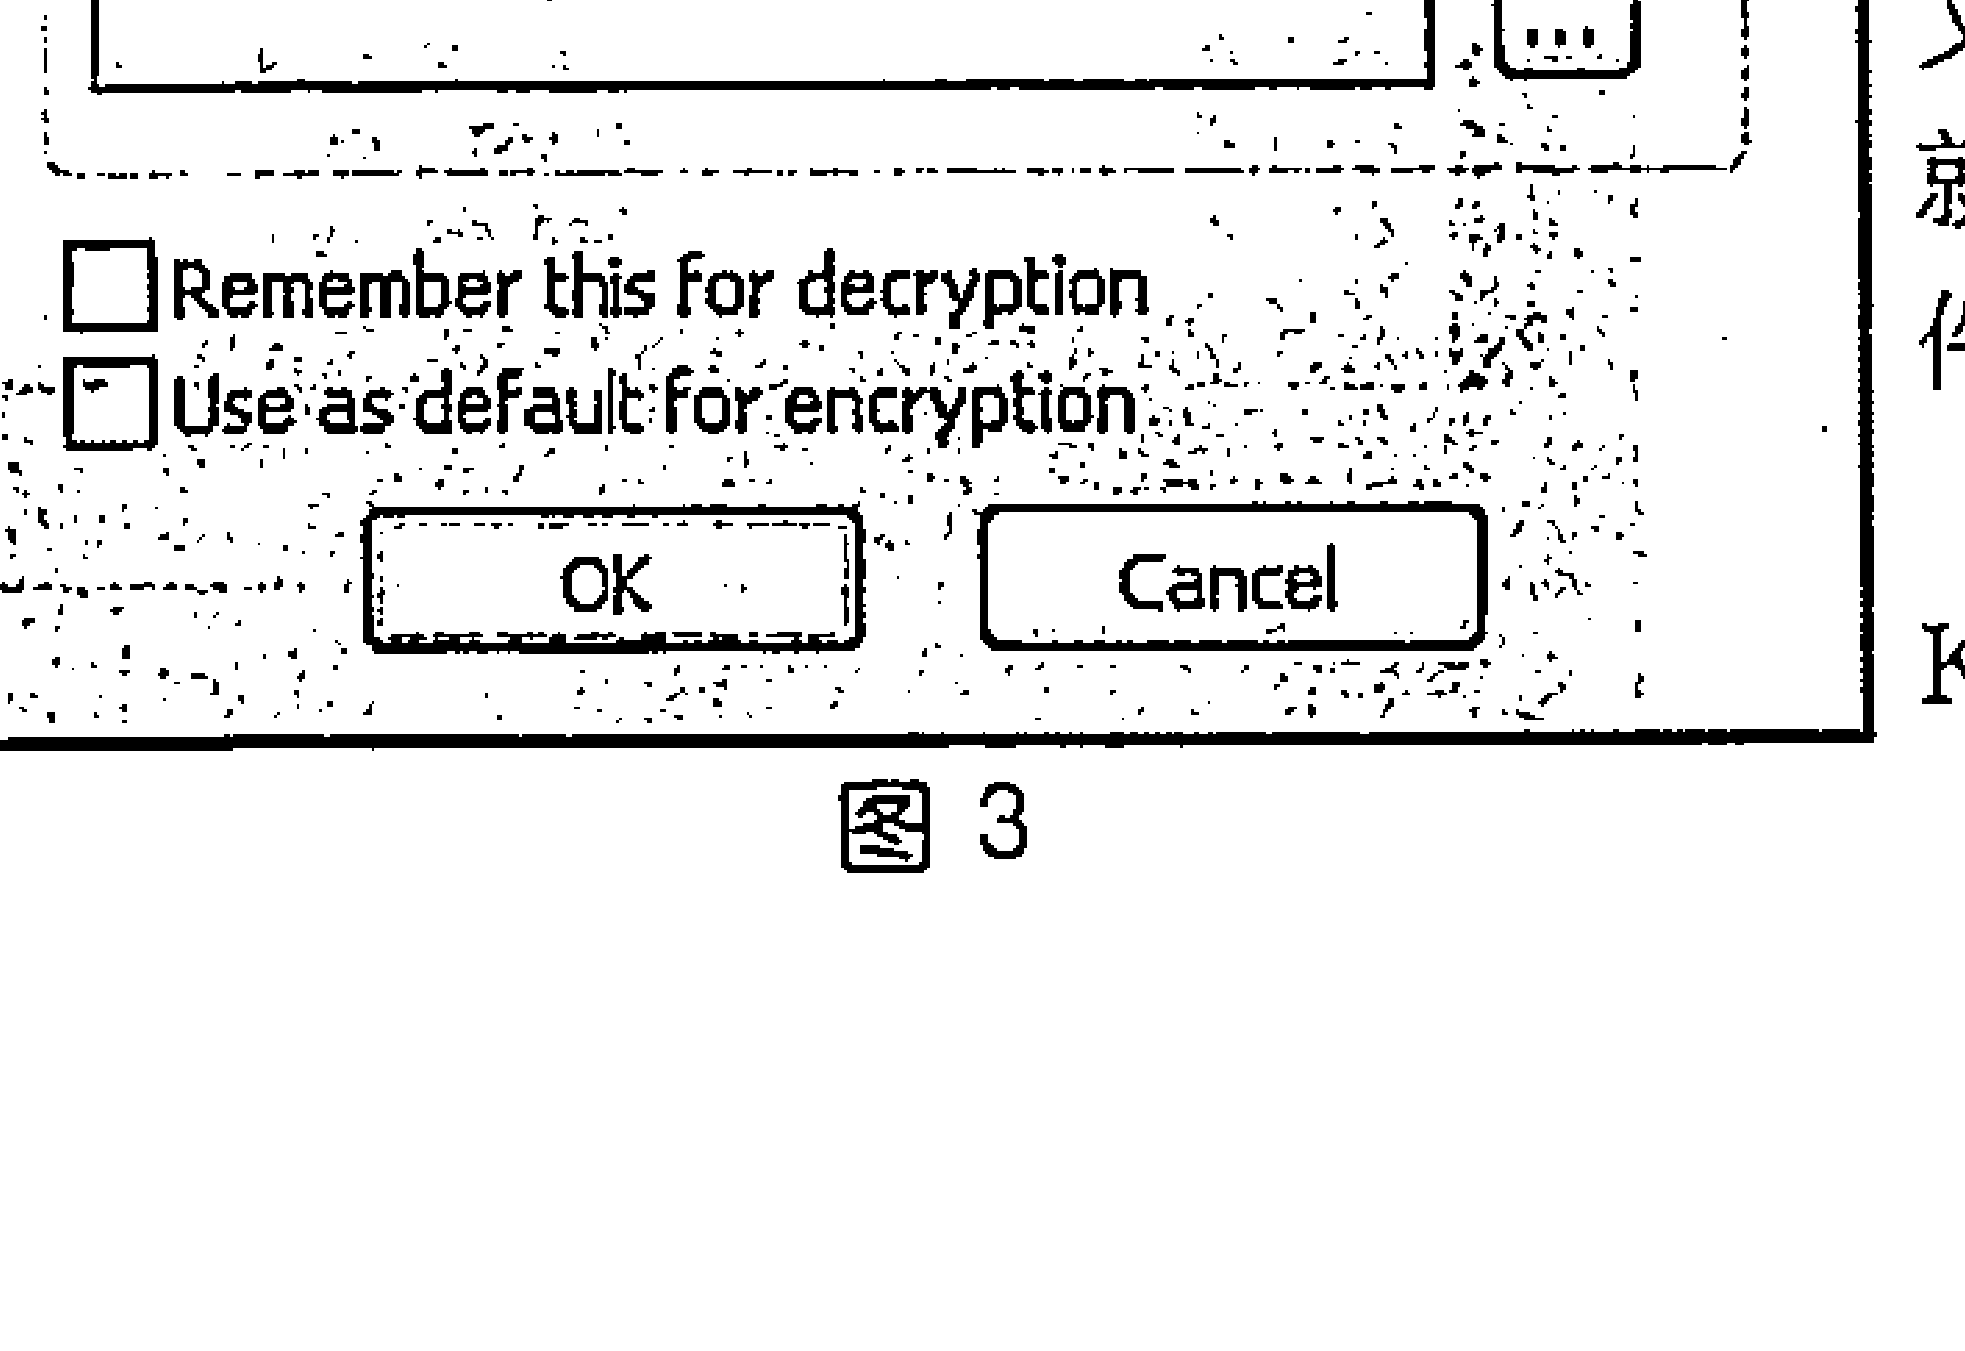 ...
Remember this for decryption
Use as default for encryption
OK
Cancel
图 3